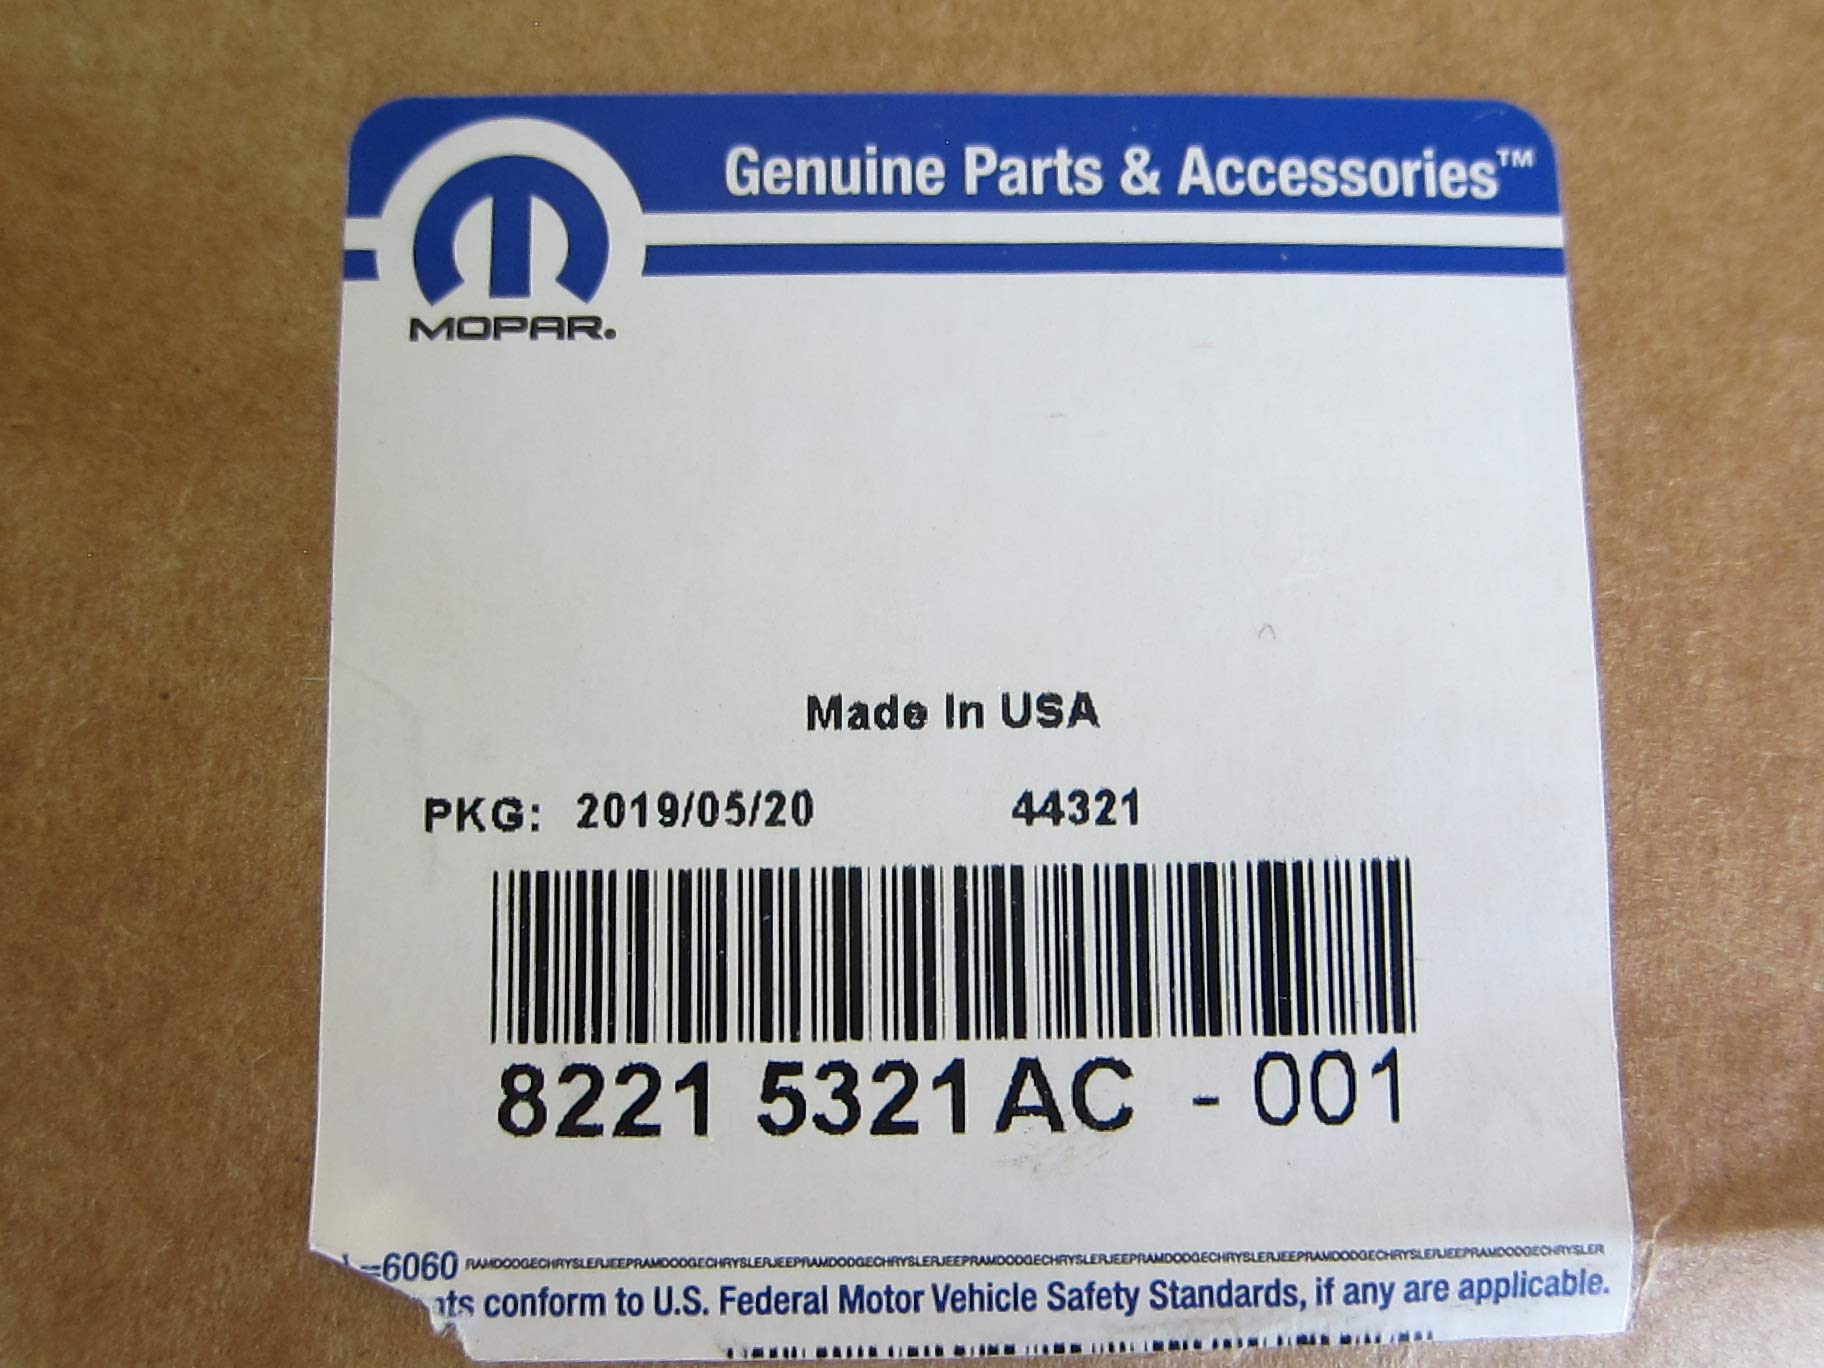 Genuine Parts & Accessories™
MOPAR®
Made In USA
PKG: 2019/05/20 44321
8221 5321AC - 001
-6060 RAMDODGECHRYSLERJEEPRAMDODGECHRYSLERJEEPRAMDODGECHRYSLERJEEPRAMDODGECHRYSLERJEEPRAMDODGECHRYSLERJEEPRAMDODGECHRYSLERJEEPRAMDODGECHRYSLER
conform to U.S. Federal Motor Vehicle Safety Standards, if any are applicable.